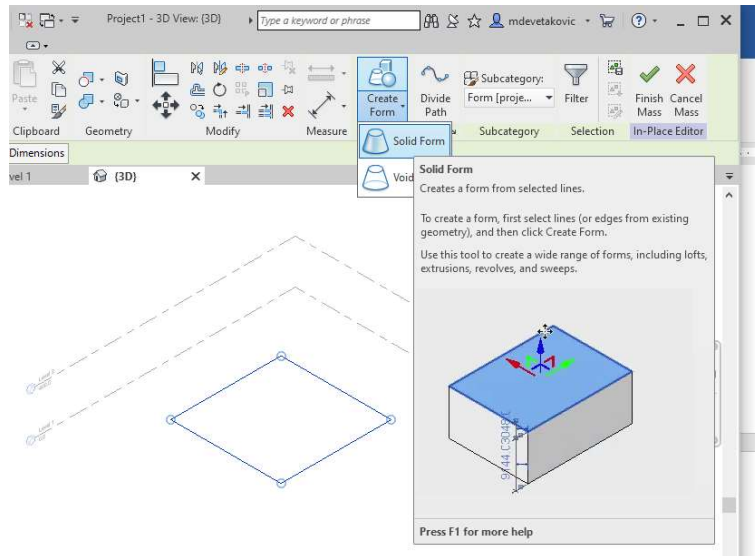 Project1 - 3D View: {3D}
Type a keyword or phrase
mdevetakovic
Paste
Create Form
Divide Path
Subcategory:
Form [proje...
Filter
Finish Mass
Cancel Mass
Clipboard
Geometry
Modify
Measure
Subcategory
Selection
In-Place Editor
Solid Form
Void
Dimensions
vel 1
{3D}
Solid Form
Creates a form from selected lines.
To create a form, first select lines (or edges from existing
geometry), and then click Create Form.
Use this tool to create a wide range of forms, including lofts,
extrusions, revolves, and sweeps.
Press F1 for more help